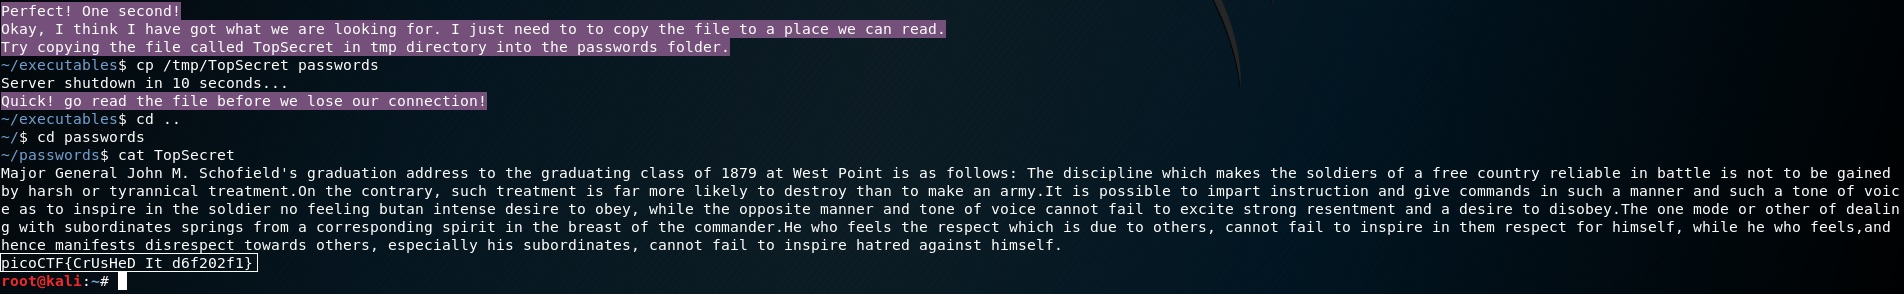 Perfect! One second!
Okay, I think I have got what we are looking for. I just need to to copy the file to a place we can read.
Try copying the file called TopSecret in tmp directory into the passwords folder.
~/executables$ cp /tmp/TopSecret passwords
Server shutdown in 10 seconds...
Quick! go read the file before we lose our connection!
~/executables$ cd ..
~/$ cd passwords
~/passwords$ cat TopSecret
Major General John M. Schofield's graduation address to the graduating class of 1879 at West Point is as follows: The discipline which makes the soldiers of a free country reliable in battle is not to be gained
by harsh or tyrannical treatment.On the contrary, such treatment is far more likely to destroy than to make an army.It is possible to impart instruction and give commands in such a manner and such a tone of voic
e as to inspire in the soldier no feeling butan intense desire to obey, while the opposite manner and tone of voice cannot fail to excite strong resentment and a desire to disobey.The one mode or other of dealin
g with subordinates springs from a corresponding spirit in the breast of the commander.He who feels the respect which is due to others, cannot fail to inspire in them respect for himself, while he who feels,and
hence manifests disrespect towards others, especially his subordinates, cannot fail to inspire hatred against himself.
picoCTF{CrUsHeD_It_d6f202f1}
root@kali:~#